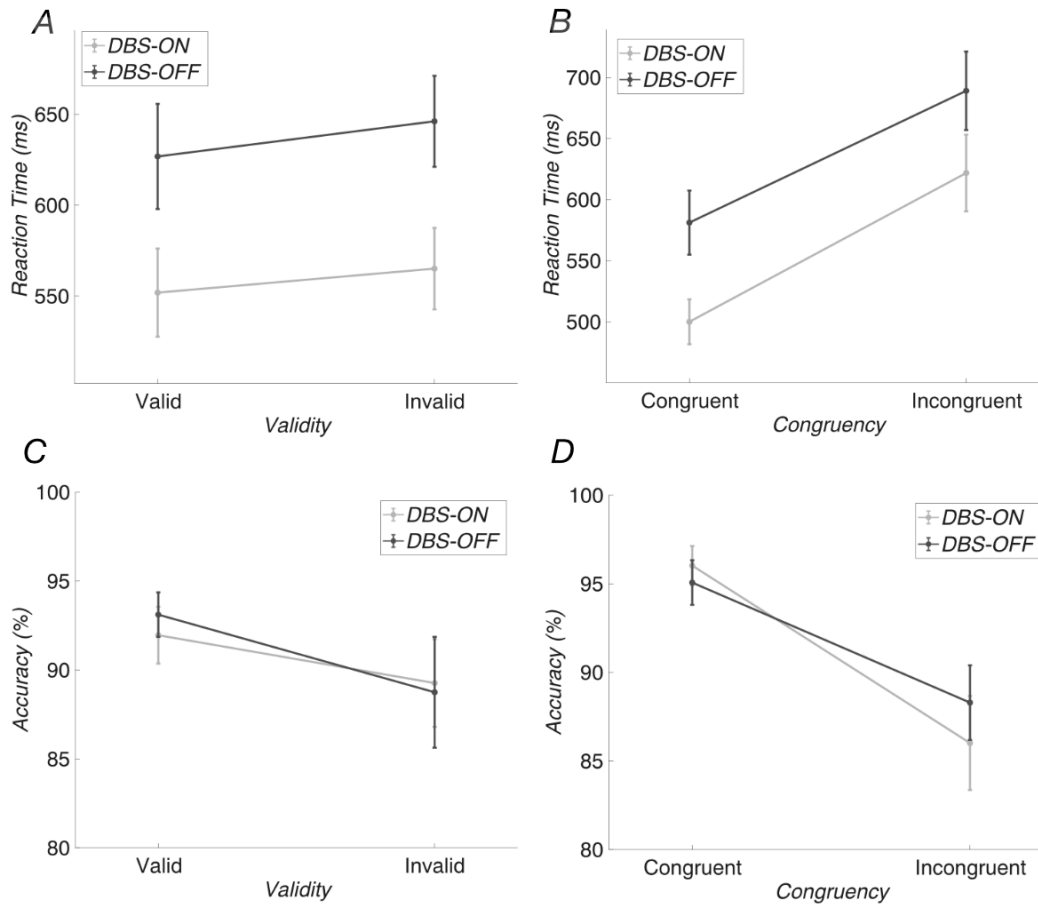 A
DBS-ON
DBS-OFF
Reaction Time (ms)
650
600
550
Valid
Invalid
Validity
B
DBS-ON
DBS-OFF
Reaction Time (ms)
700
650
600
550
500
Congruent
Incongruent
Congruency
C
DBS-ON
DBS-OFF
Accuracy (%)
100
95
90
85
80
Valid
Invalid
Validity
D
DBS-ON
DBS-OFF
Accuracy (%)
100
95
90
85
80
Congruent
Incongruent
Congruency